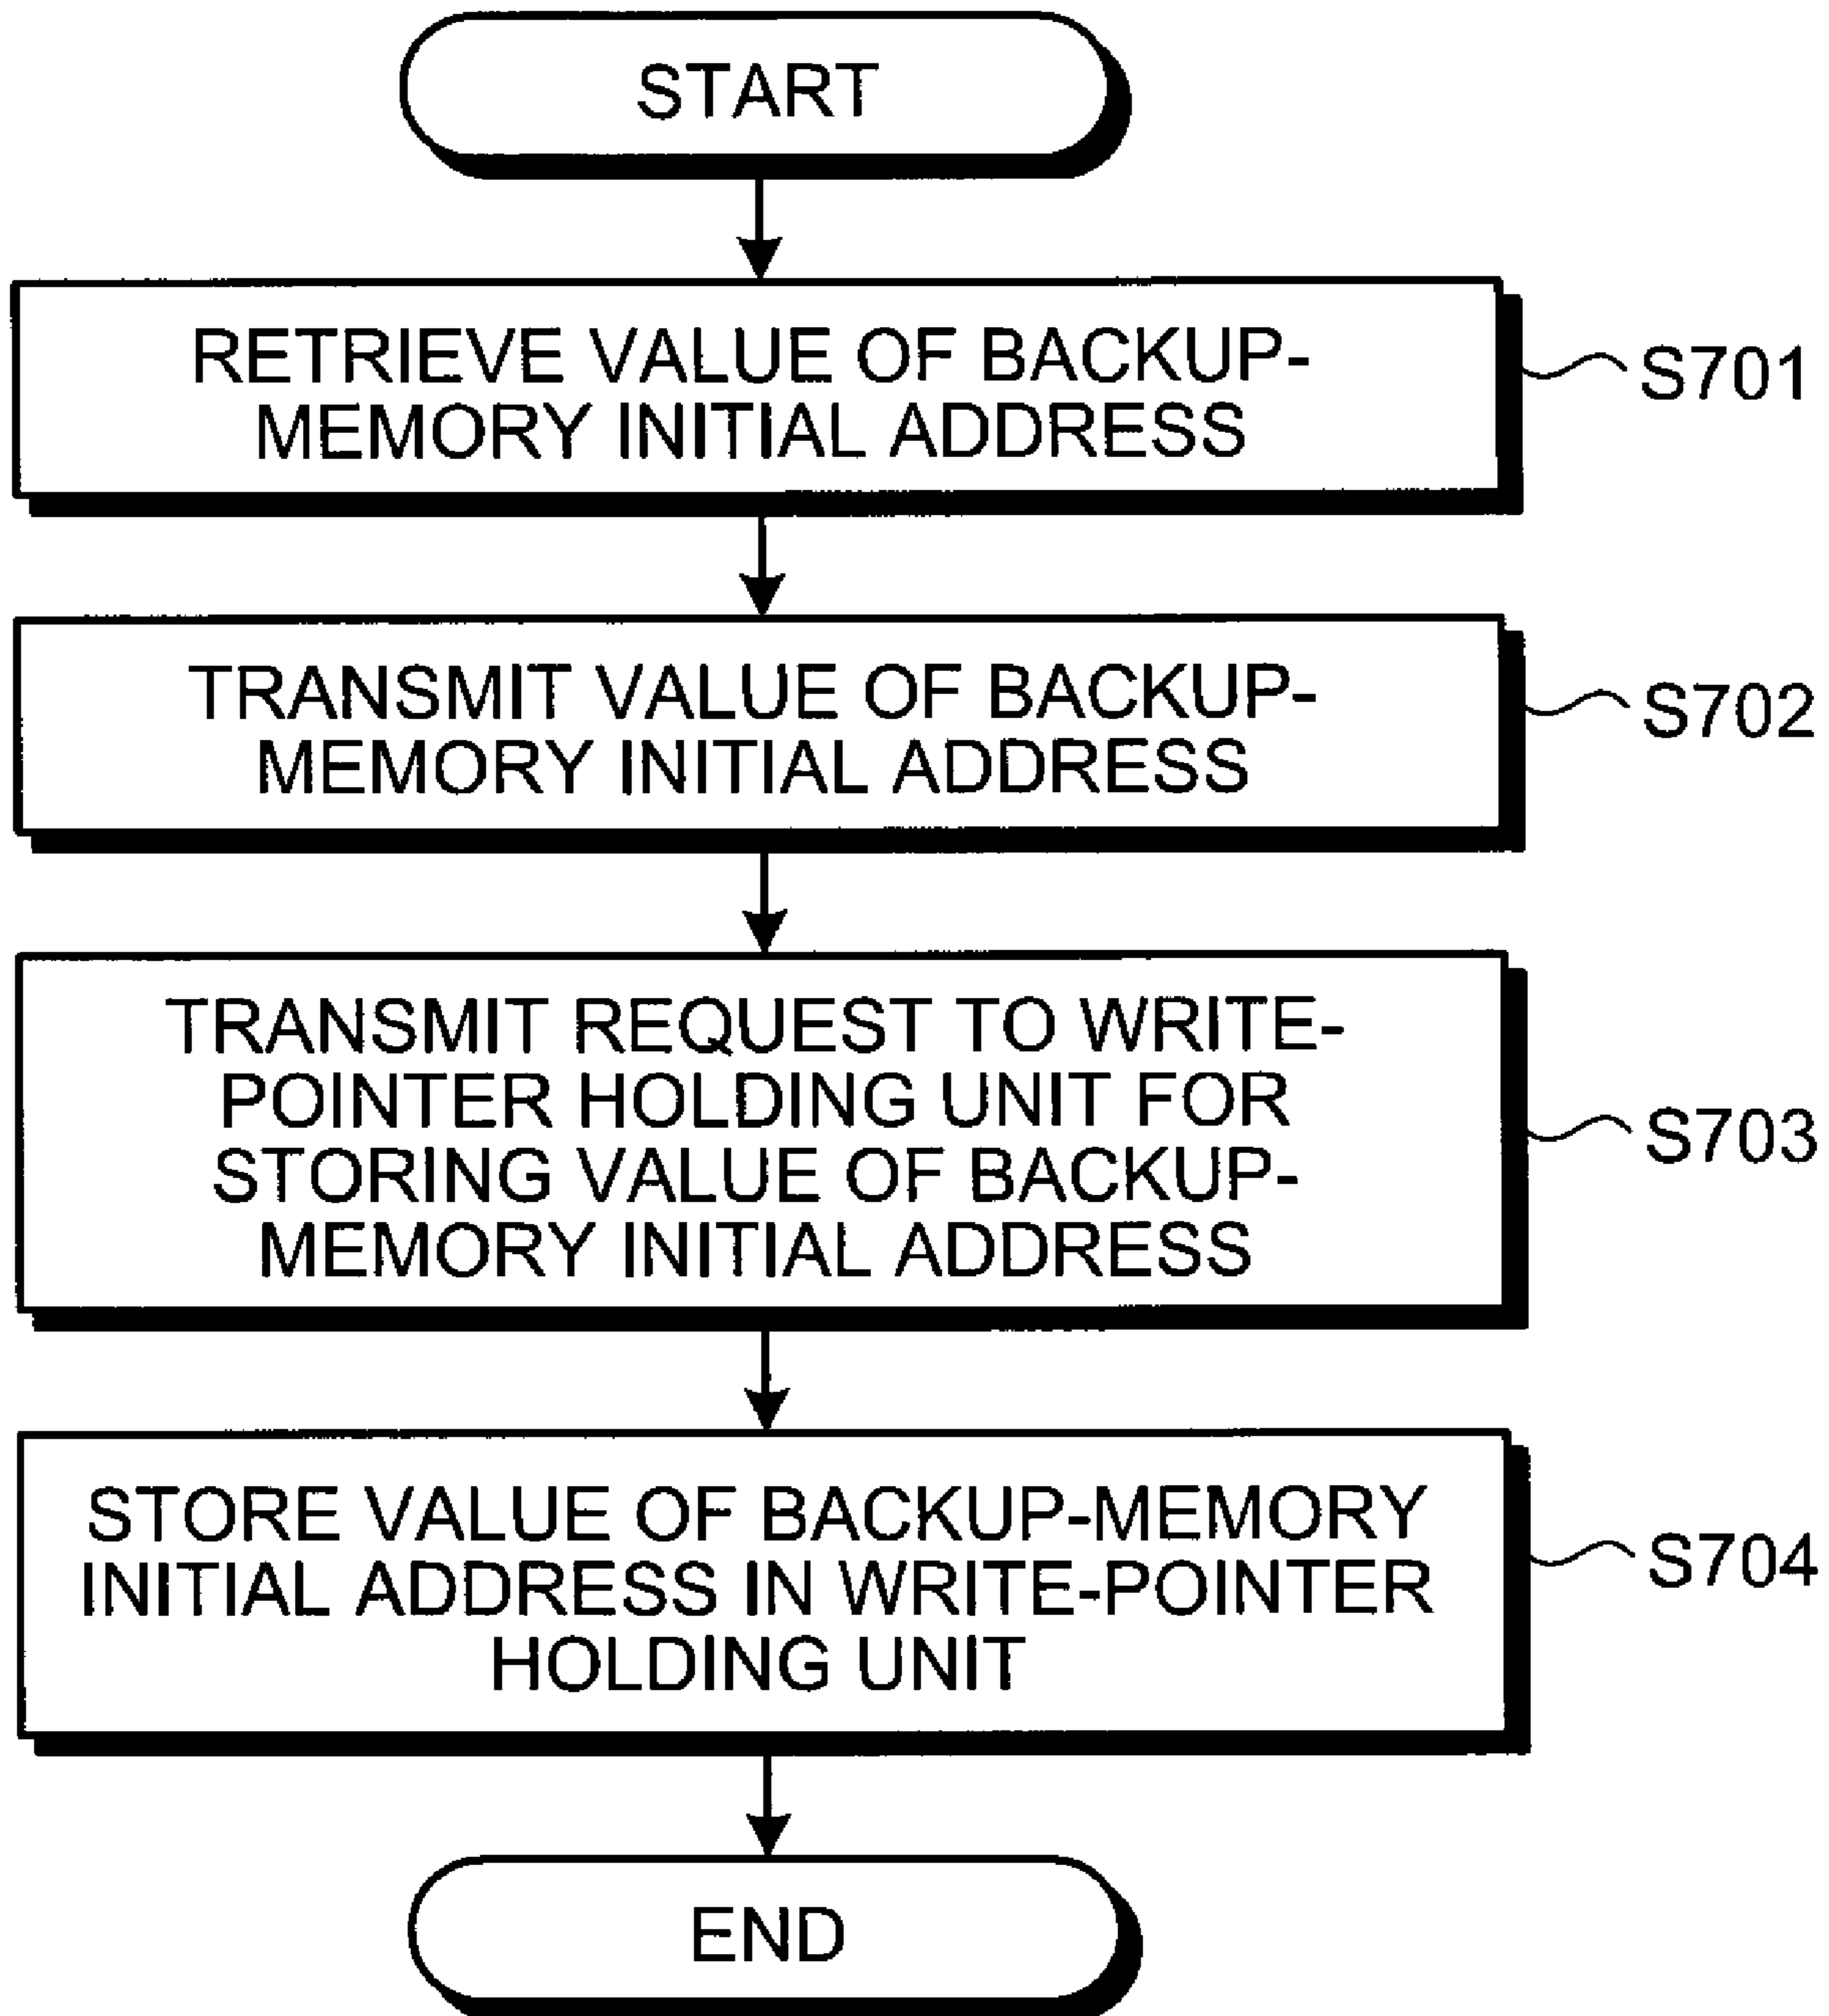 START
RETRIEVE VALUE OF BACKUP-
MEMORY INITIAL ADDRESS
S701
TRANSMIT VALUE OF BACKUP-
MEMORY INITIAL ADDRESS
S702
TRANSMIT REQUEST TO WRITE-
POINTER HOLDING UNIT FOR
STORING VALUE OF BACKUP-
MEMORY INITIAL ADDRESS
S703
STORE VALUE OF BACKUP-MEMORY
INITIAL ADDRESS IN WRITE-POINTER
HOLDING UNIT
S704
END